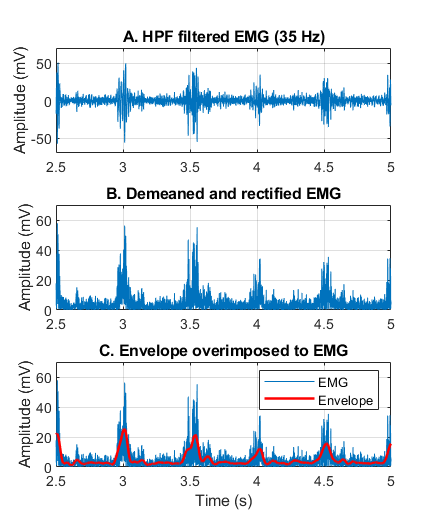 A. HPF filtered EMG (35 Hz)
Amplitude (mV)
50
0
-50
2.5 3 3.5 4 4.5 5
B. Demeaned and rectified EMG
Amplitude (mV)
60
40
20
0
2.5 3 3.5 4 4.5 5
C. Envelope overimposed to EMG
Amplitude (mV)
60
40
20
0
EMG
Envelope
2.5 3 3.5 4 4.5 5
Time (s)